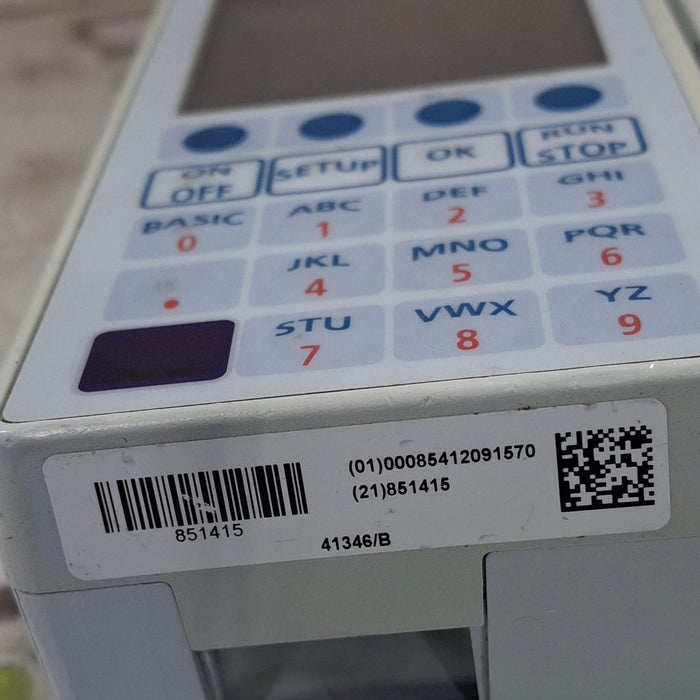 ON OFF
SETUP
OK
RUN STOP
BASIC 0
ABC 1
DEF 2
GHI 3
.
JKL 4
MNO 5
PQR 6
STU 7
VWX 8
YZ 9
851415
(01)00085412091570
(21)851415
41346/B